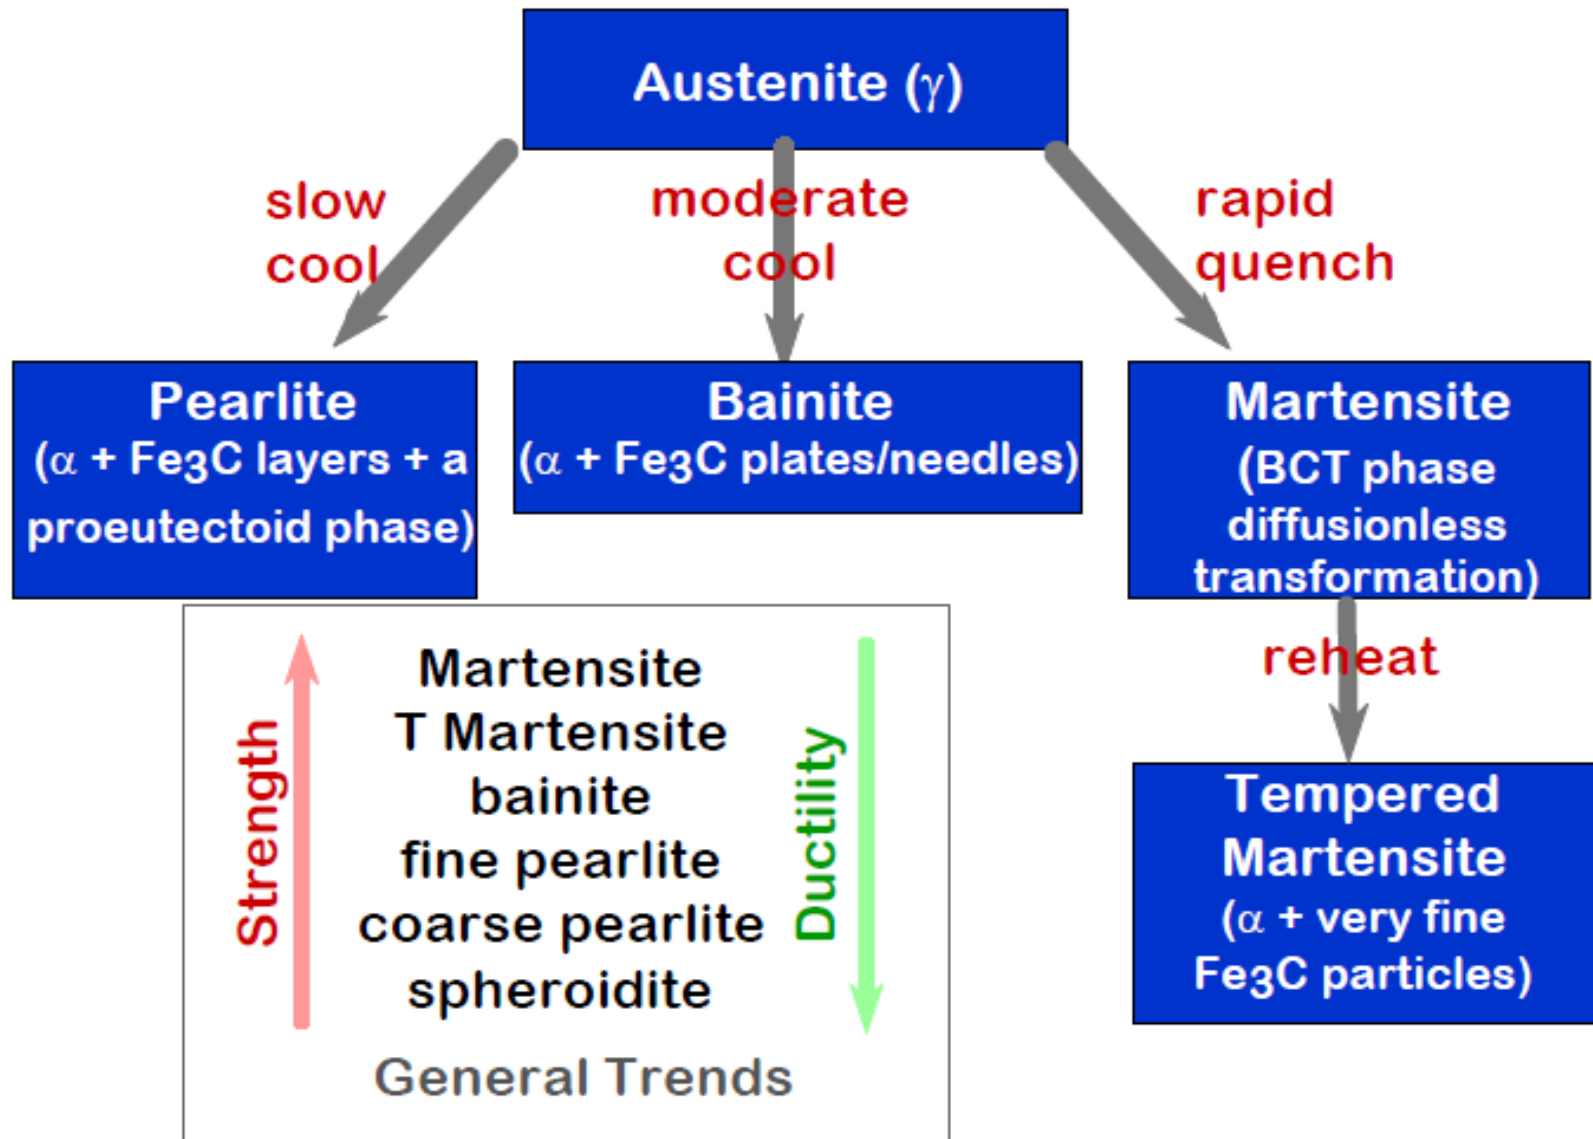 Austenite (γ)
slow
cool
moderate
cool
rapid
quench
Pearlite
(α + Fe3C layers + a
proeutectoid phase)
Bainite
(α + Fe3C plates/needles)
Martensite
(BCT phase
diffusionless
transformation)
reheat
Tempered
Martensite
(α + very fine
Fe3C particles)
Strength
Martensite
T Martensite
bainite
fine pearlite
coarse pearlite
spheroidite
Ductility
General Trends